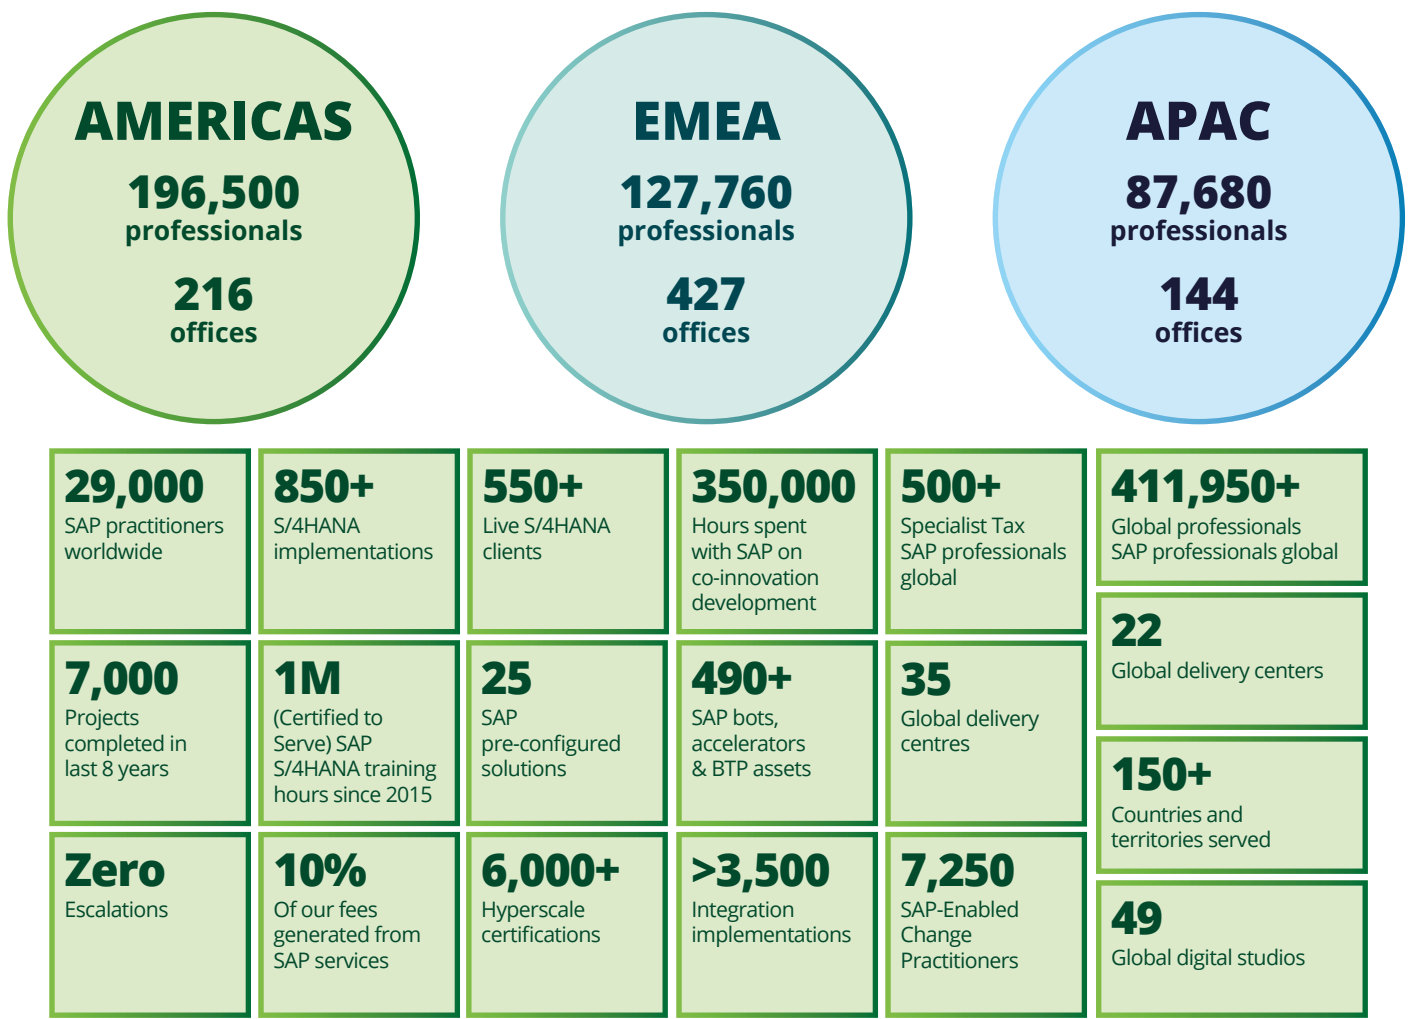 AMERICAS
196,500
professionals
216
offices
EMEA
127,760
professionals
427
offices
APAC
87,680
professionals
144
offices
29,000
SAP practitioners
worldwide
850+
S/4HANA
implementations
550+
Live S/4HANA
clients
350,000
Hours spent
with SAP on
co-innovation
development
500+
Specialist Tax
SAP professionals
global
411,950+
Global professionals
SAP professionals global
7,000
Projects
completed in
last 8 years
1M
(Certified to
Serve) SAP
S/4HANA training
hours since 2015
25
SAP
pre-configured
solutions
490+
SAP bots,
accelerators
& BTP assets
35
Global delivery
centres
22
Global delivery centers
150+
Countries and
territories served
Zero
Escalations
10%
Of our fees
generated from
SAP services
6,000+
Hyperscale
certifications
>3,500
Integration
implementations
7,250
SAP-Enabled
Change
Practitioners
49
Global digital studios